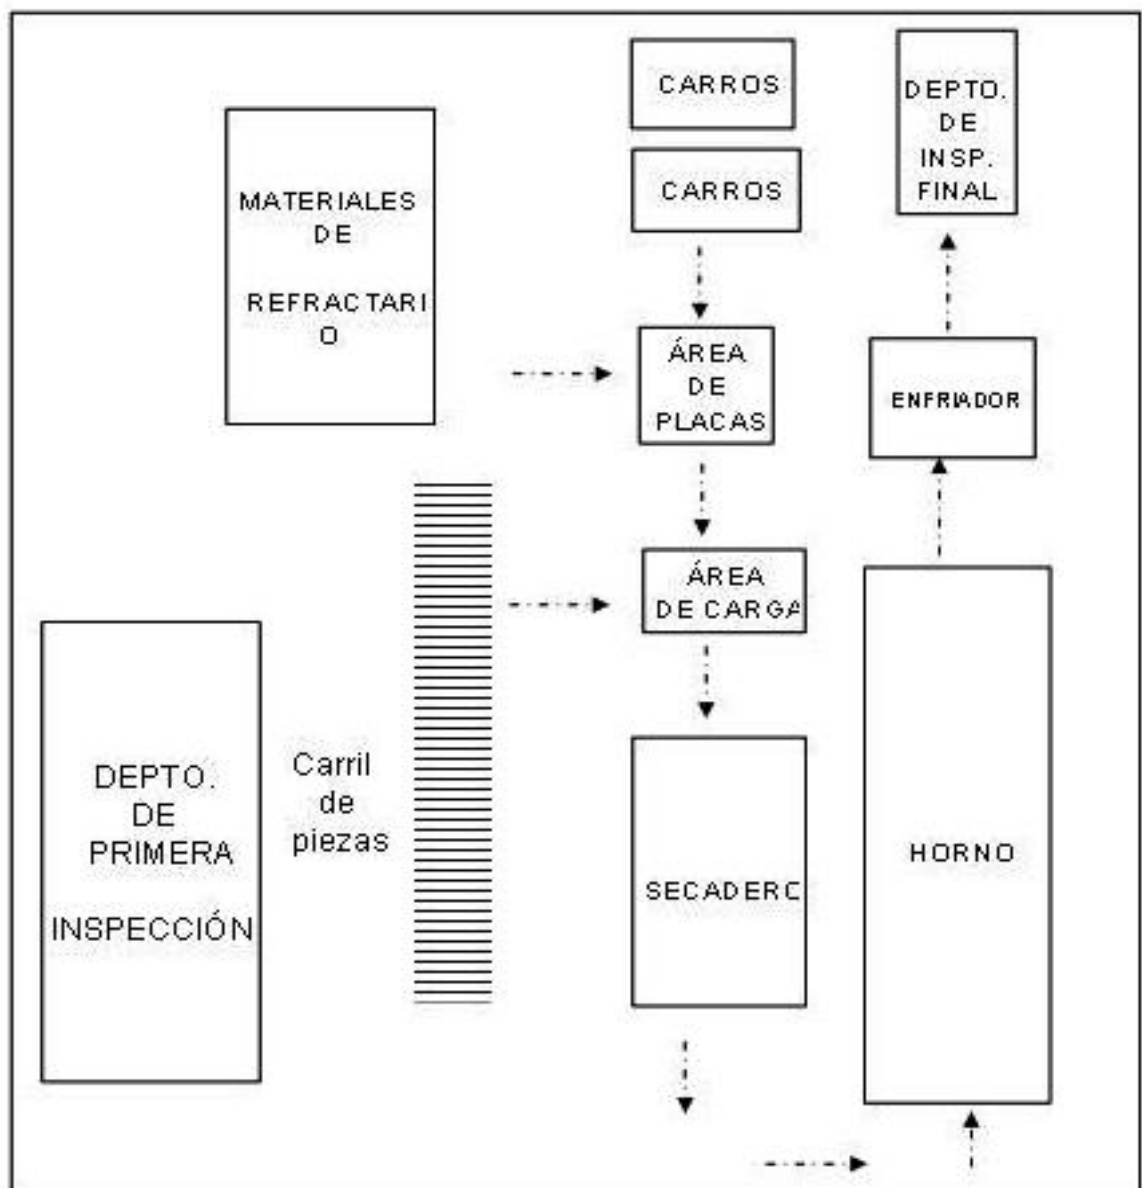 CARROS
CARROS
DEPTO.
DE
INSP.
FINAL
MATERIALES
DE
REFRACTARI
O
ÁREA
DE
PLACAS
ENFRIADOR
ÁREA
DE CARGA
DEPTO.
DE
PRIMERA
INSPECCIÓN
Carril
de
piezas
SECADERO
HORNO